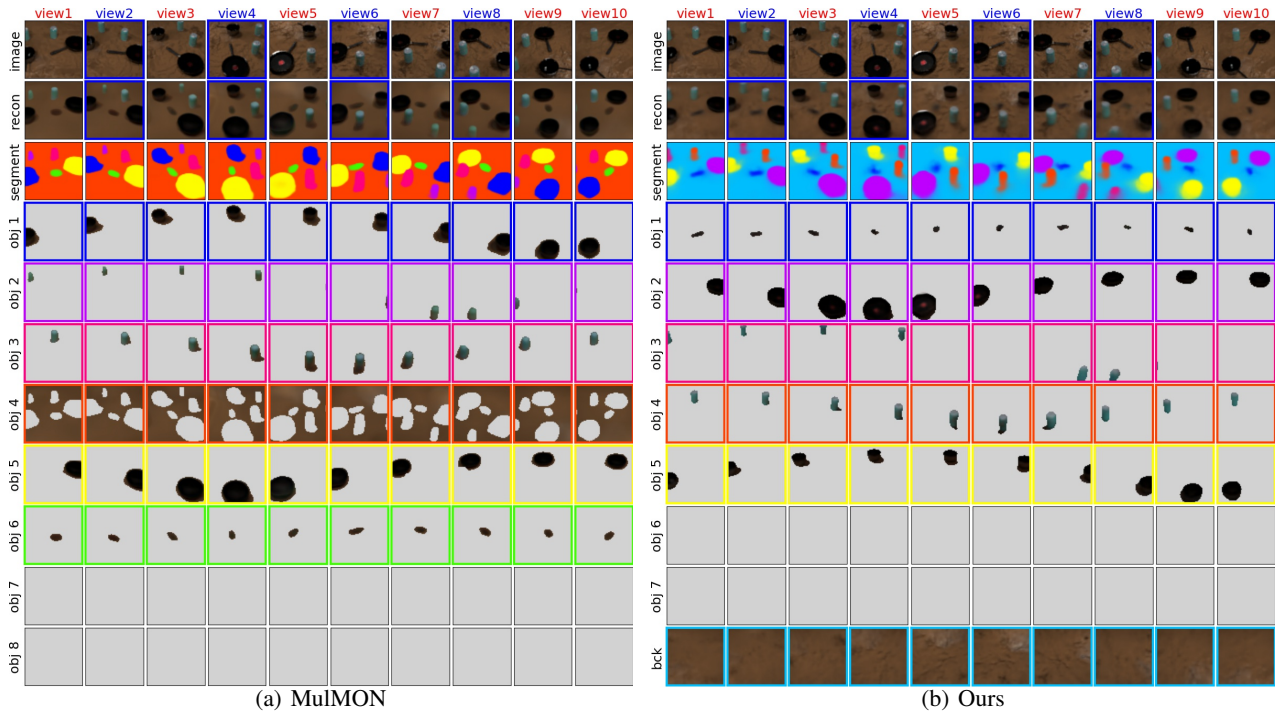 view1 view2 view3 view4 view5 view6 view7 view8 view9 view10
image
recon
segment
obj 1
obj 2
obj 3
obj 4
obj 5
obj 6
obj 7
obj 8
(a) MulMON
view1 view2 view3 view4 view5 view6 view7 view8 view9 view10
image
recon
segment
obj 1
obj 2
obj 3
obj 4
obj 5
obj 6
obj 7
bck
(b) Ours